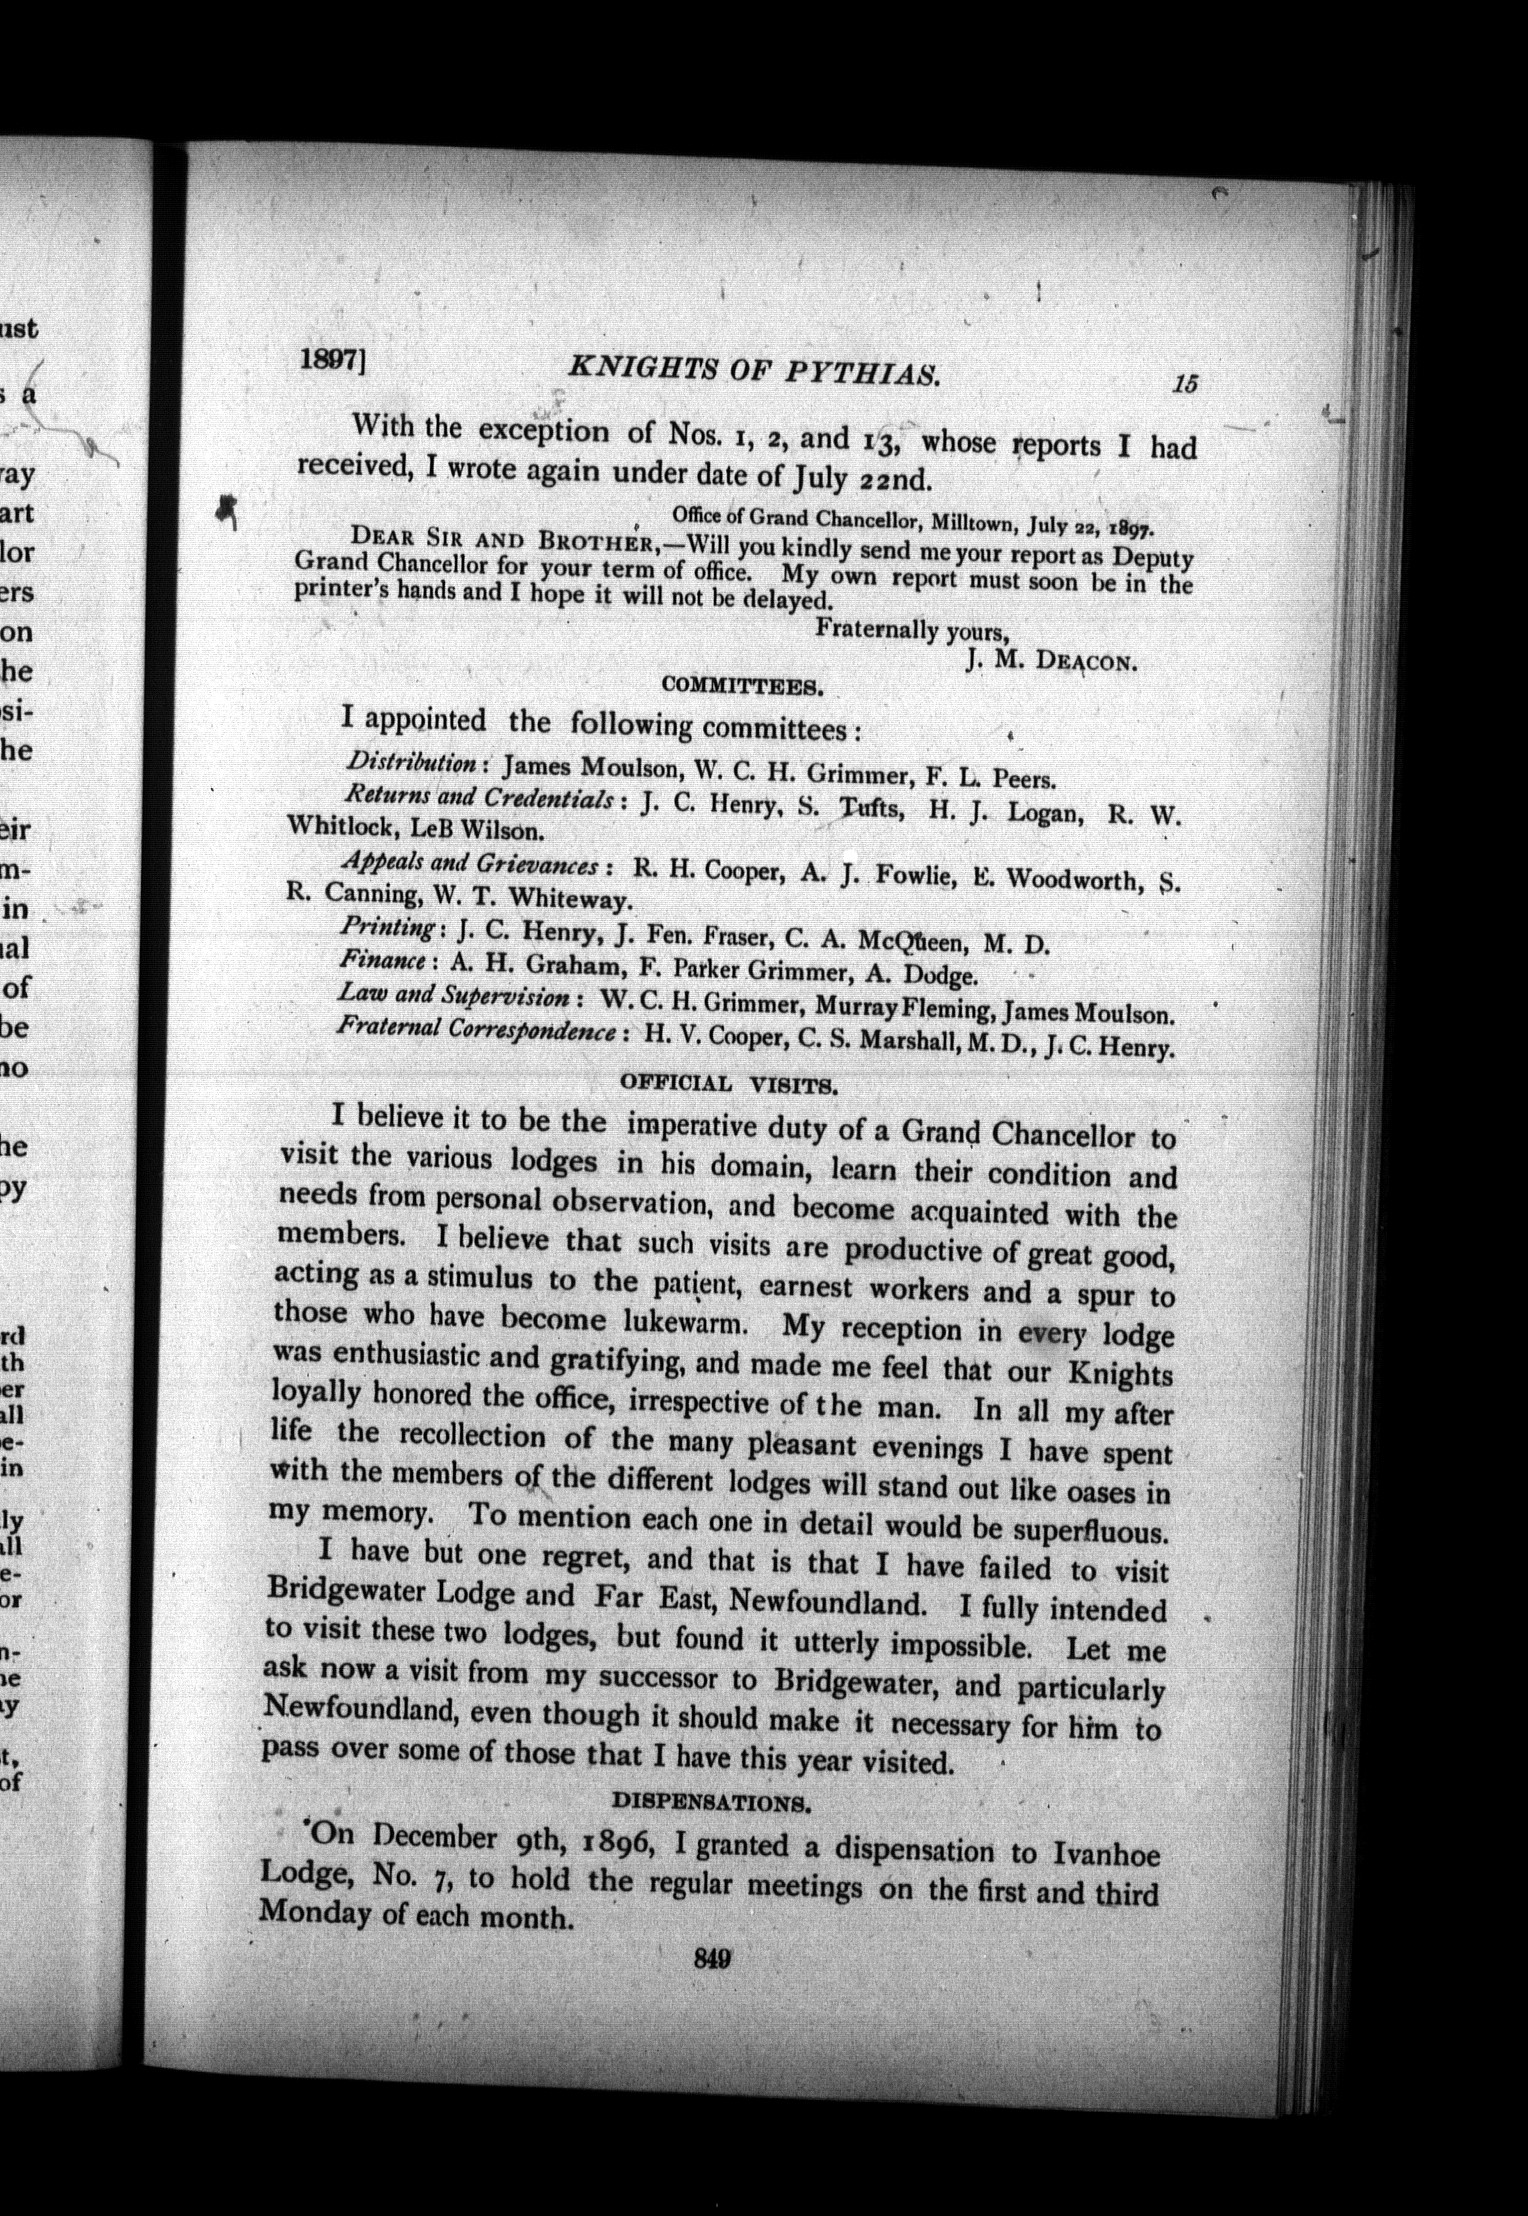 1897] KNIGHTS OF PYTHIAS. 15
With the exception of Nos. 1, 2, and 13, whose reports I had
received, I wrote again under date of July 22nd.
Office of Grand Chancellor, Milltown, July 22, 1897.
DEAR SIR AND BROTHER,—Will you kindly send me your report as Deputy
Grand Chancellor for your term of office. My own report must soon be in the
printer's hands and I hope it will not be delayed.
Fraternally yours,
J. M. DEACON.
COMMITTEES.
I appointed the following committees :
Distribution : James Moulson, W. C. H. Grimmer, F. L. Peers.
Returns and Credentials : J. C. Henry, S. Tufts, H. J. Logan, R. W.
Whitlock, LeB Wilson.
Appeals and Grievances : R. H. Cooper, A. J. Fowlie, E. Woodworth, S.
R. Canning, W. T. Whiteway.
Printing : J. C. Henry, J. Fen. Fraser, C. A. McQueen, M. D.
Finance : A. H. Graham, F. Parker Grimmer, A. Dodge.
Law and Supervision : W. C. H. Grimmer, Murray Fleming, James Moulson.
Fraternal Correspondence : H. V. Cooper, C. S. Marshall, M. D., J. C. Henry.
OFFICIAL VISITS.
I believe it to be the imperative duty of a Grand Chancellor to
visit the various lodges in his domain, learn their condition and
needs from personal observation, and become acquainted with the
members. I believe that such visits are productive of great good,
acting as a stimulus to the patient, earnest workers and a spur to
those who have become lukewarm. My reception in every lodge
was enthusiastic and gratifying, and made me feel that our Knights
loyally honored the office, irrespective of the man. In all my after
life the recollection of the many pleasant evenings I have spent
with the members of the different lodges will stand out like oases in
my memory. To mention each one in detail would be superfluous.
I have but one regret, and that is that I have failed to visit
Bridgewater Lodge and Far East, Newfoundland. I fully intended
to visit these two lodges, but found it utterly impossible. Let me
ask now a visit from my successor to Bridgewater, and particularly
Newfoundland, even though it should make it necessary for him to
pass over some of those that I have this year visited.
DISPENSATIONS.
On December 9th, 1896, I granted a dispensation to Ivanhoe
Lodge, No. 7, to hold the regular meetings on the first and third
Monday of each month.
849